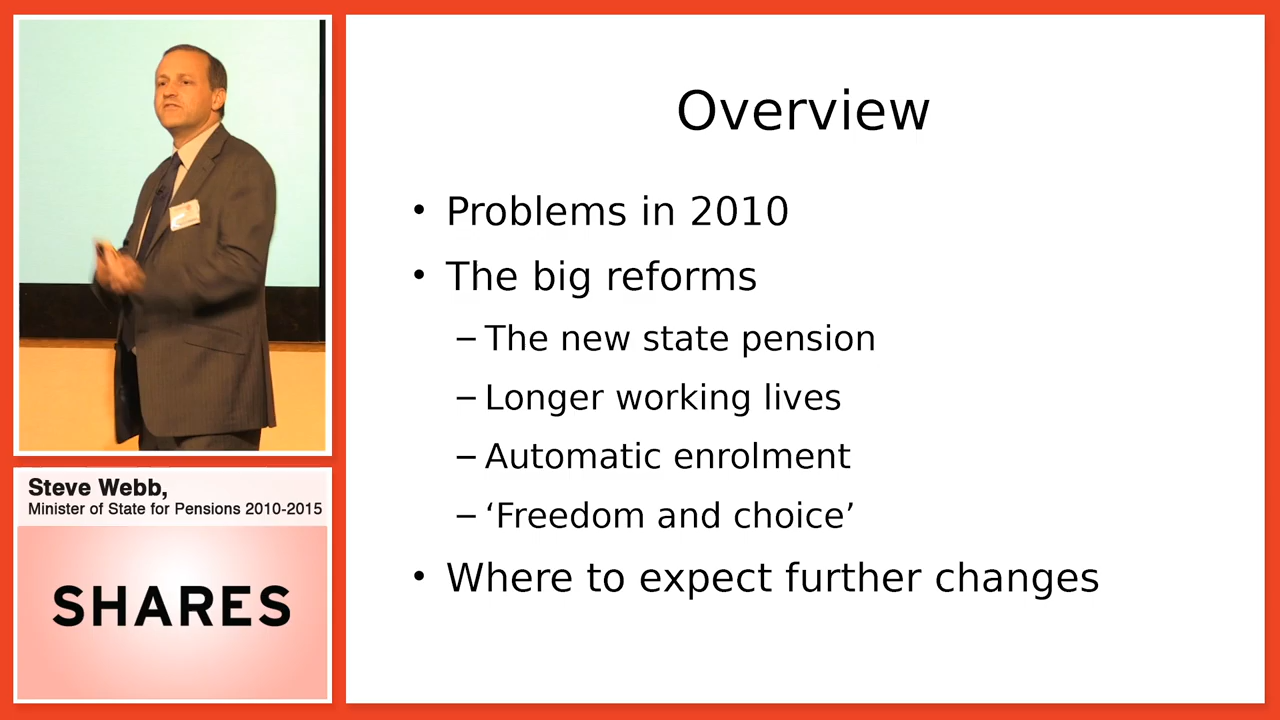 Overview
• Problems in 2010
• The big reforms
– The new state pension
– Longer working lives
– Automatic enrolment
– ‘Freedom and choice’
• Where to expect further changes
Steve Webb,
Minister of State for Pensions 2010-2015
SHARES